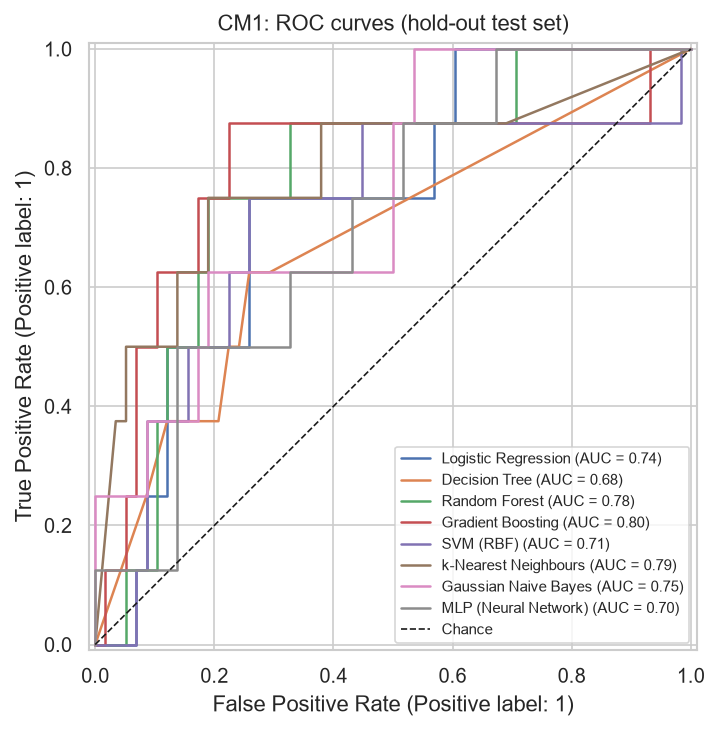 CM1: ROC curves (hold-out test set)
True Positive Rate (Positive label: 1)
1.0
0.8
0.6
0.4
0.2
0.0
Logistic Regression (AUC = 0.74)
Decision Tree (AUC = 0.68)
Random Forest (AUC = 0.78)
Gradient Boosting (AUC = 0.80)
SVM (RBF) (AUC = 0.71)
k-Nearest Neighbours (AUC = 0.79)
Gaussian Naive Bayes (AUC = 0.75)
MLP (Neural Network) (AUC = 0.70)
Chance
0.0 0.2 0.4 0.6 0.8 1.0
False Positive Rate (Positive label: 1)